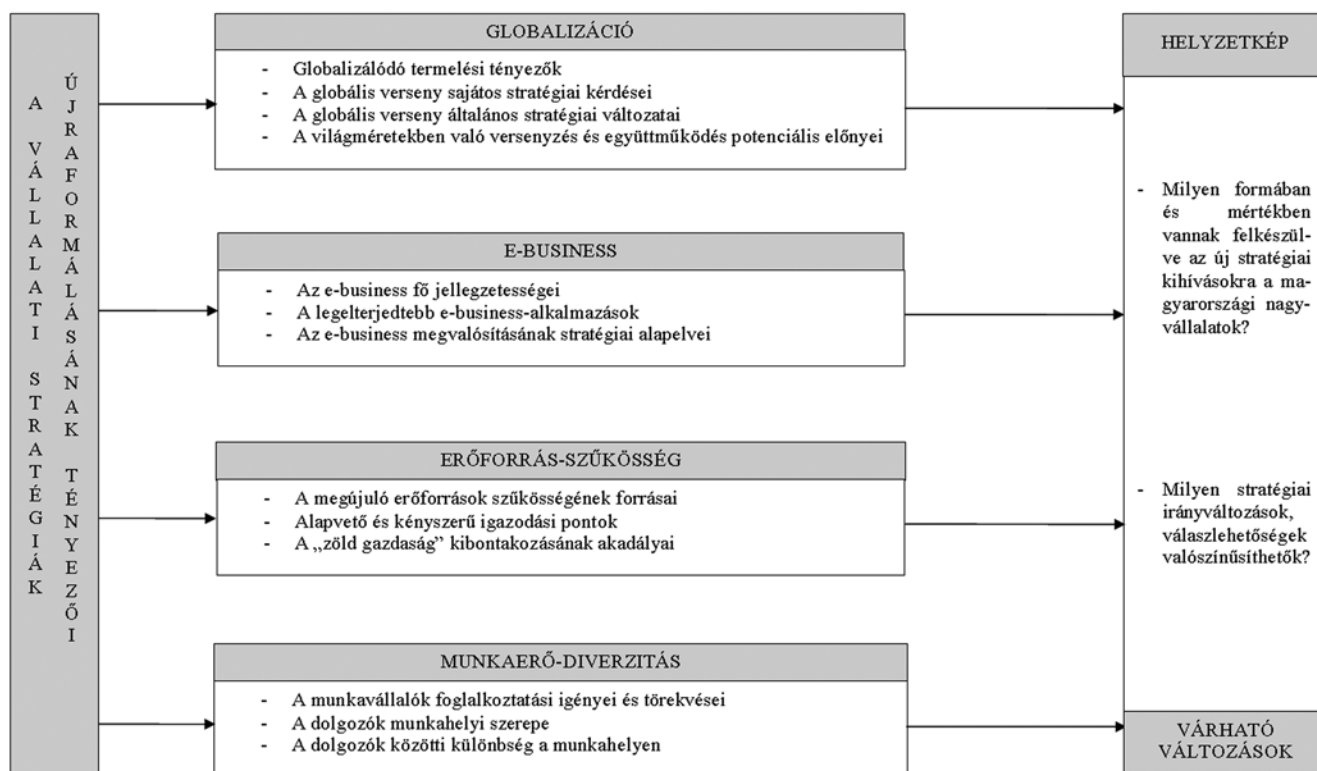 A VÁLLALATI STRATÉGIÁK
ÚJRAFORMÁLÁSÁNAK TÉNYEZŐI
GLOBALIZÁCIÓ
- Globalizálódó termelési tényezők
- A globális verseny sajátos stratégiai kérdései
- A globális verseny általános stratégiai változatai
- A világméretekben való versenyzés és együttműködés potenciális előnyei
E-BUSINESS
- Az e-business fő jellegzetességei
- A legelterjedtebb e-business-alkalmazások
- Az e-business megvalósításának stratégiai alapelvei
ERŐFORRÁS-SZŰKÖSSÉG
- A megújuló erőforrások szűkösségének forrásai
- Alapvető és kényszerű igazodási pontok
- A „zöld gazdaság” kibontakozásának akadályai
MUNKAERŐ-DIVERZITÁS
- A munkavállalók foglalkoztatási igényei és törekvései
- A dolgozók munkahelyi szerepe
- A dolgozók közötti különbség a munkahelyen
HELYZETKÉP
- Milyen formában
és mértékben
vannak felkészül-
ve az új stratégiai
kihívásokra a ma-
gyarországi nagy-
vállalatok?
- Milyen stratégiai
irányváltozások,
válaszlehetőségek
valószínűsíthetők?
VÁRHATÓ
VÁLTOZÁSOK